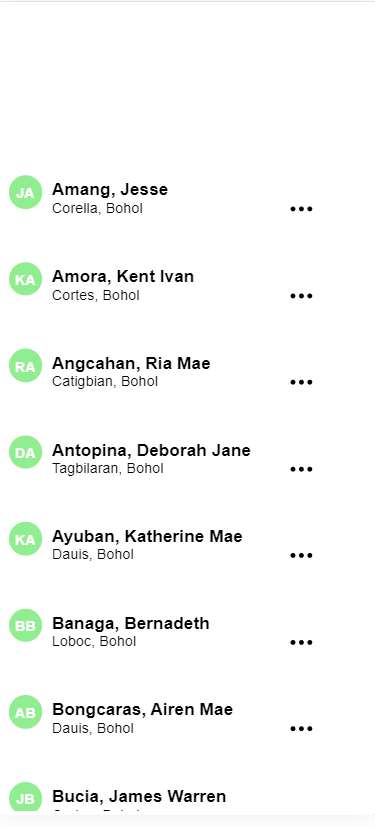 JA
Amang, Jesse
Corella, Bohol
KA
Amora, Kent Ivan
Cortes, Bohol
RA
Angcahan, Ria Mae
Catigbian, Bohol
DA
Antopina, Deborah Jane
Tagbilaran, Bohol
KA
Ayuban, Katherine Mae
Dauis, Bohol
BB
Banaga, Bernadeth
Loboc, Bohol
AB
Bongcaras, Airen Mae
Dauis, Bohol
JB
Bucia, James Warren